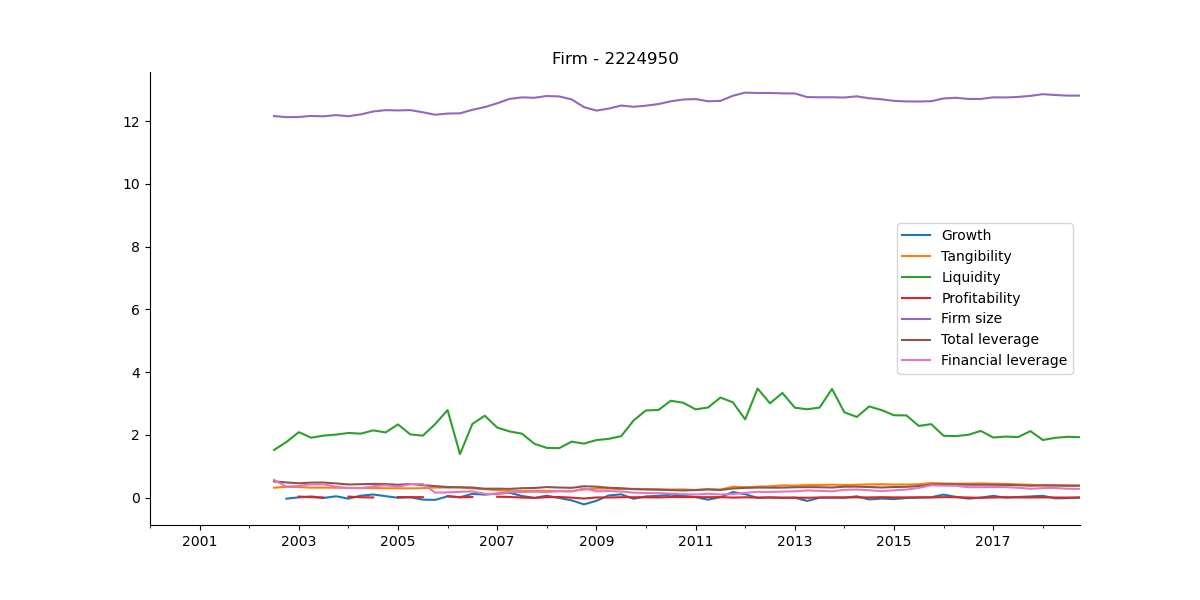 Firm - 2224950
12
10
8
6
4
2
0
Growth
Tangibility
Liquidity
Profitability
Firm size
Total leverage
Financial leverage
2001 2003 2005 2007 2009 2011 2013 2015 2017